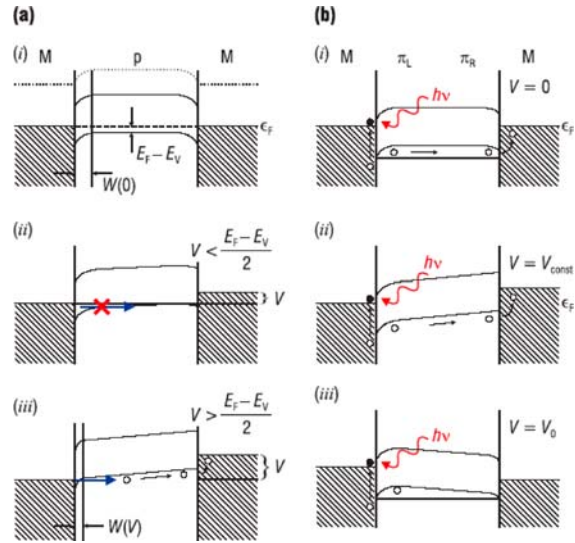 (a)
(i)
M
p
M
ϵF
EF – EV
W(0)
(ii)
V < EF – EV / 2
V
(iii)
V > EF – EV / 2
V
W(V)
(b)
(i)
M
πL
πR
M
hν
V = 0
ϵF
(ii)
hν
V = Vconst
ϵF
(iii)
hν
V = V0